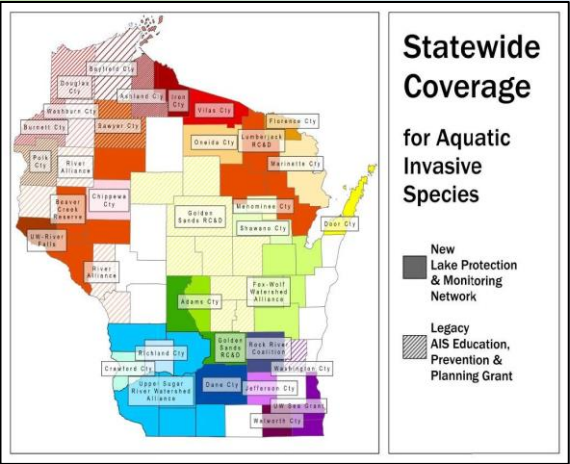 Bayfield Cty
Douglas
Cty
Ashland Cty
Iron
Cty
Vilas Cty
Washburn Cty
Burnett Cty
Sawyer Cty
Florence Cty
Oneida Cty
Lumberjack
RC&D
Marinette Cty
Polk
Cty
River
Alliance
Beaver
Creek
Reserve
Chippewa
Cty
Golden
Sands RC&D
Menominee Cty
Shawano Cty
Door Cty
UW-River
Falls
River
Alliance
Adams Cty
Fox-Wolf
Watershed
Alliance
Richland Cty
Golden
Sands
RC&D
Rock River
Coalition
Crawford Cty
Washington Cty
Upper Sugar
River Watershed
Alliance
Dane Cty
Jefferson Cty
UW Sea Grant
Walworth Cty
Statewide
Coverage
for Aquatic
Invasive
Species
New
Lake Protection
& Monitoring
Network
Legacy
AIS Education,
Prevention &
Planning Grant